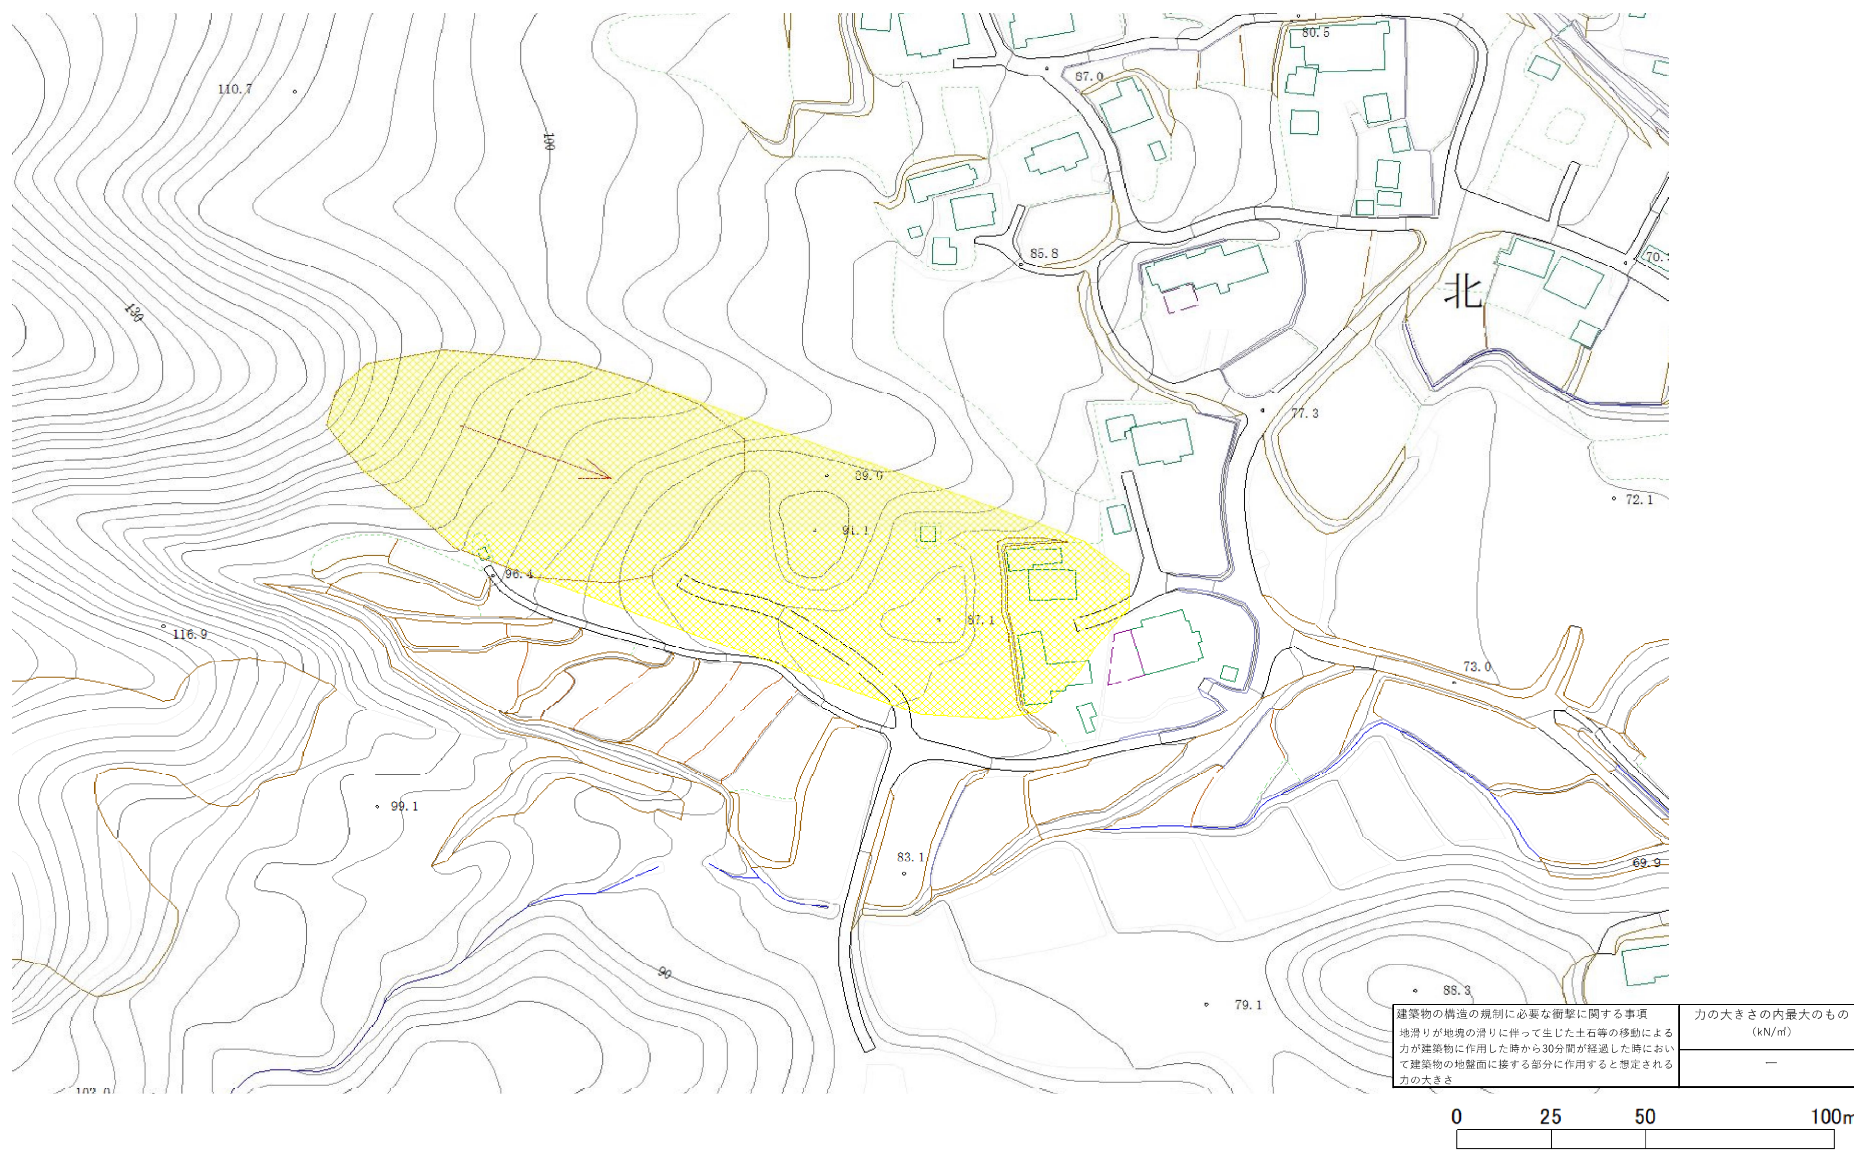 80.5
110.7
87.0
100
85.8
70.
北
130
77.3
89.0
72.1
91.1
96.4
87.1
116.9
73.0
99.1
83.1
69.9
90
88.3
79.1
建築物の構造の規制に必要な衝撃に関する事項
力の大きさの内最大のもの
(kN/㎡)
地滑りが地塊の滑りに伴って生じた土石等の移動による
力が建築物に作用した時から30分間が経過した時におい
て建築物の地盤面に接する部分に作用すると想定される
力の大きさ
—
0 25 50 100m